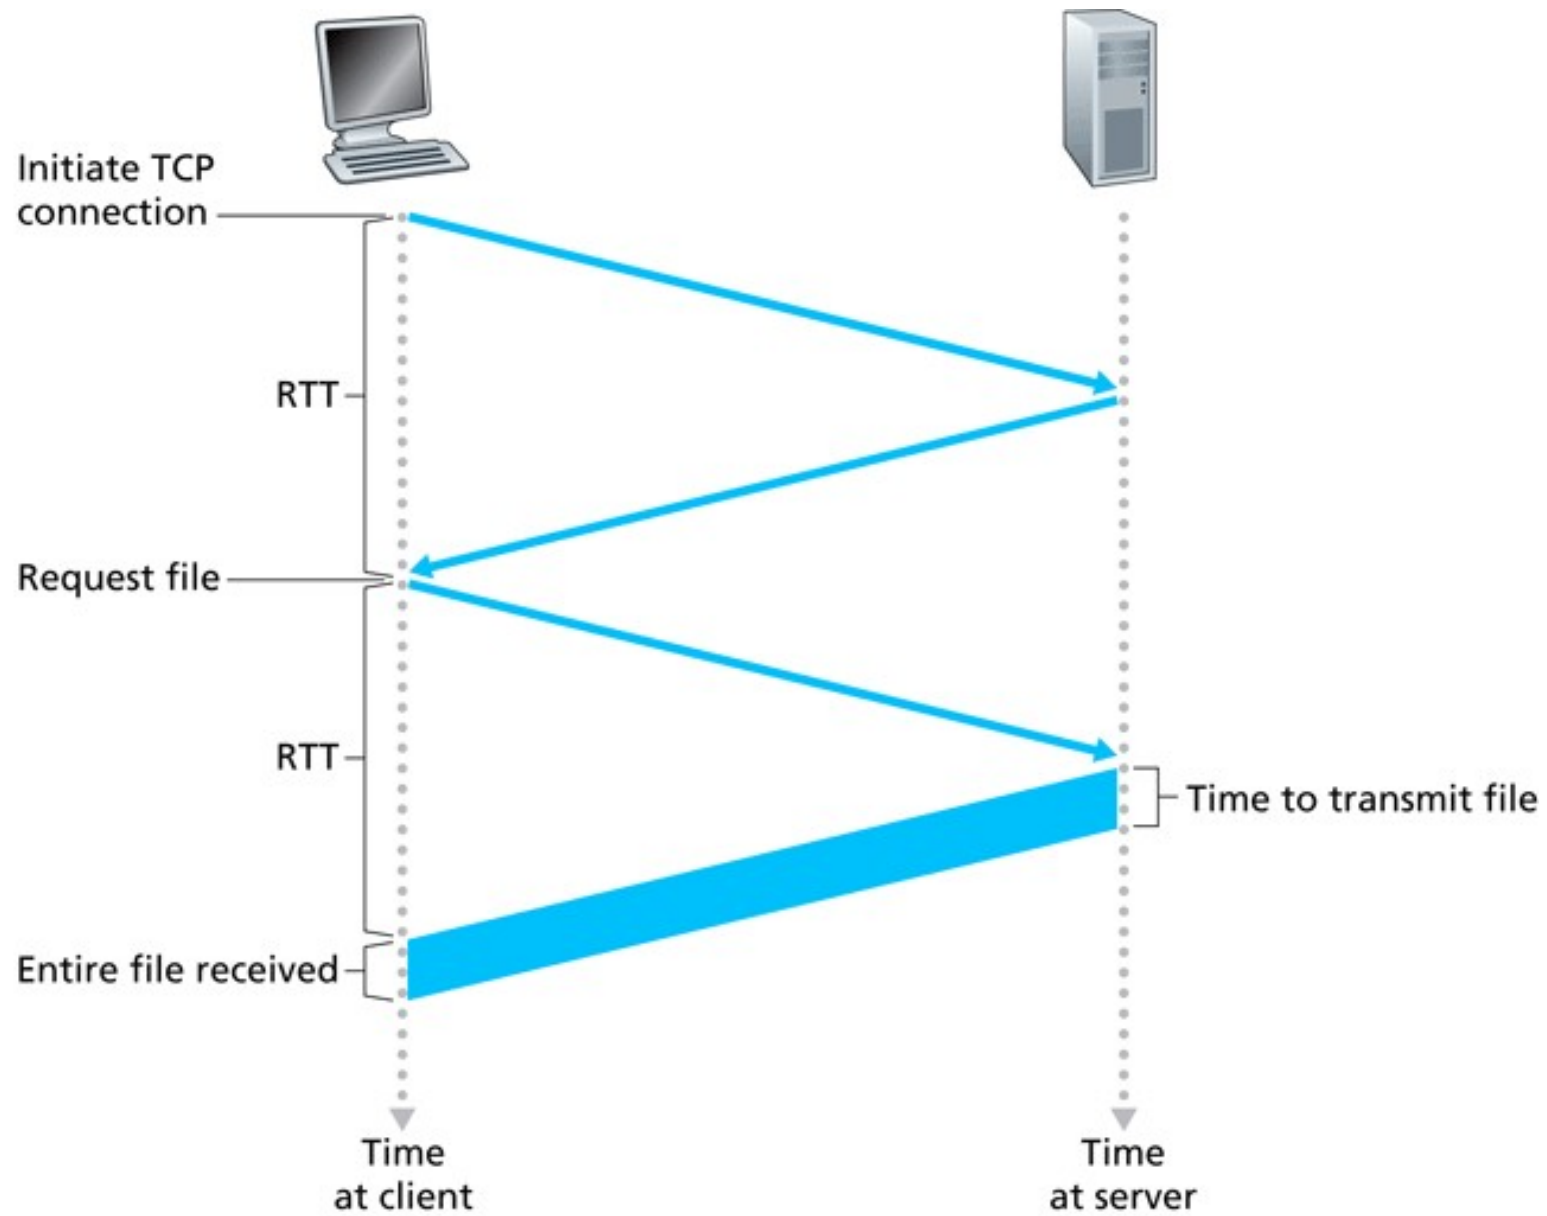 Initiate TCP
connection
RTT
Request file
RTT
Time to transmit file
Entire file received
Time
at client
Time
at server